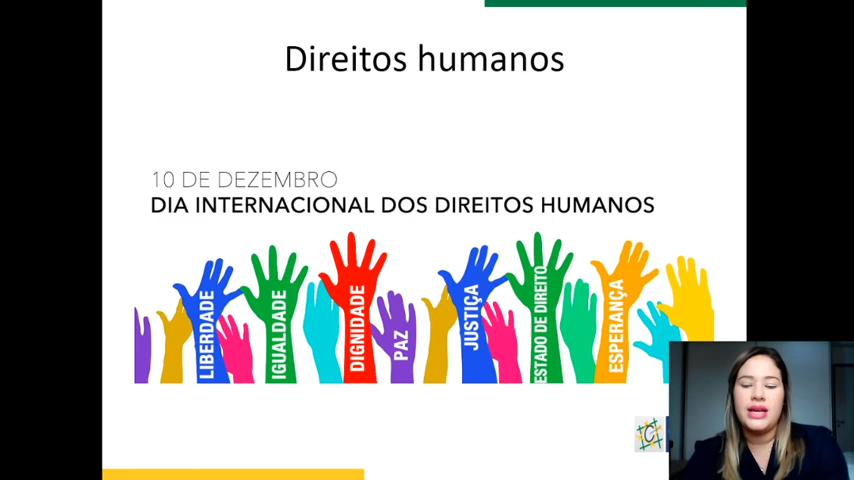 Direitos humanos
10 DE DEZEMBRO
DIA INTERNACIONAL DOS DIREITOS HUMANOS
LIBERDADE
IGUALDADE
DIGNIDADE
PAZ
JUSTIÇA
ESTADO DE DIREITO
ESPERANÇA
C